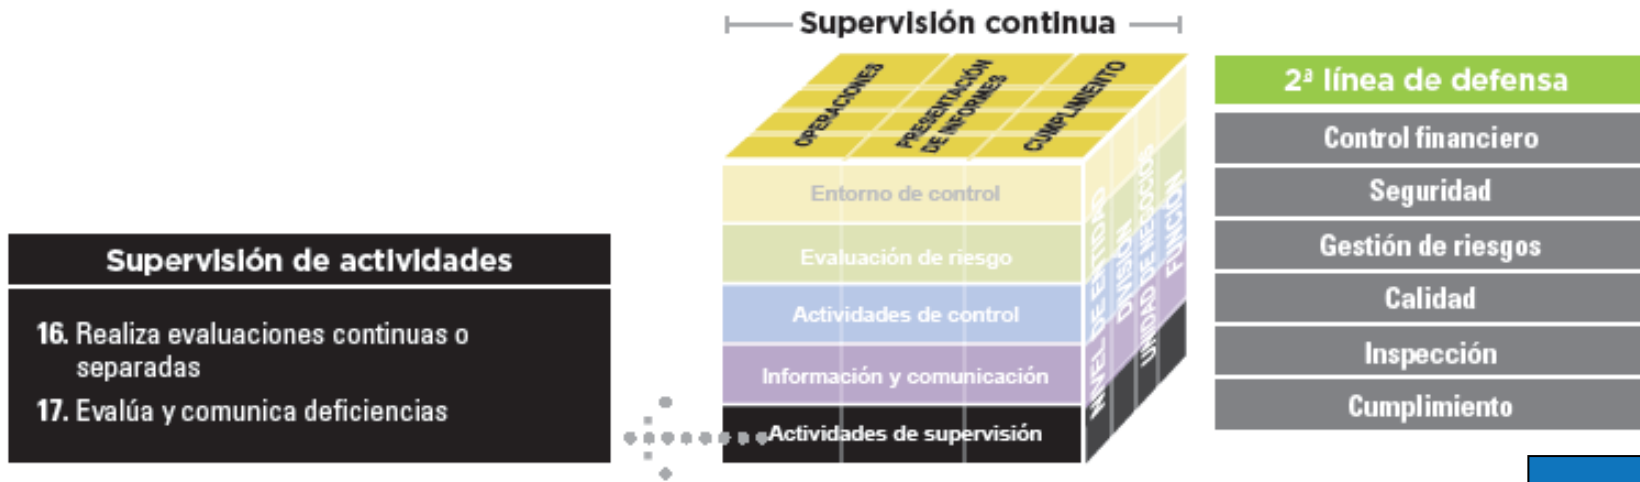 Supervisión continua
OPERACIONES
PRESENTACIÓN
DE INFORMES
CUMPLIMIENTO
Entorno de control
Evaluación de riesgo
Actividades de control
Información y comunicación
Actividades de supervisión
NIVEL DE ENTIDAD
DIVISIÓN
UNIDAD DE NEGOCIOS
FUNCIÓN
Supervisión de actividades
16. Realiza evaluaciones continuas o
separadas
17. Evalúa y comunica deficiencias
2ª línea de defensa
Control financiero
Seguridad
Gestión de riesgos
Calidad
Inspección
Cumplimiento